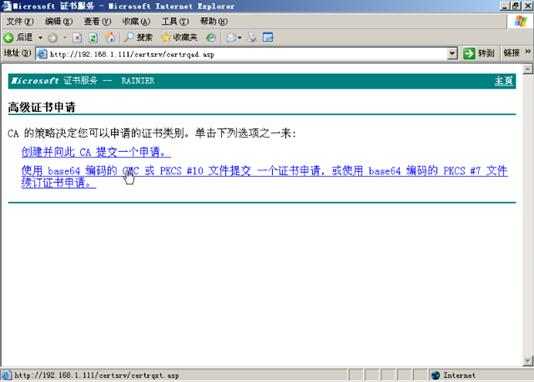 Microsoft 证书服务 - Microsoft Internet Explorer
文件(F) 编辑(E) 查看(V) 收藏(A) 工具(T) 帮助(H)
后退 搜索 收藏夹
地址(D) http://192.168.1.111/certsrv/certrqad.asp 转到 链接 »
Microsoft 证书服务 -- RAINIER 主页
高级证书申请
CA 的策略决定您可以申请的证书类别。单击下列选项之一来:
创建并向此 CA 提交一个申请。
使用 base64 编码的 CMC 或 PKCS #10 文件提交 一个证书申请，或使用 base64 编码的 PKCS #7 文件
续订证书申请。
http://192.168.1.111/certsrv/certrqxt.asp Internet